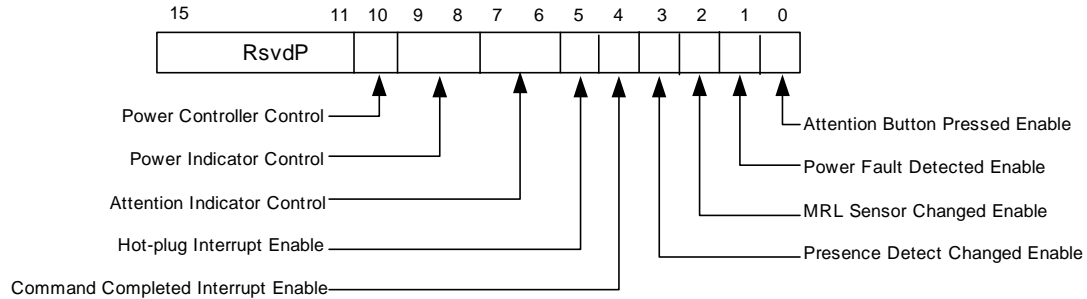 15 11 10 9 8 7 6 5 4 3 2 1 0
RsvdP
Power Controller Control
Attention Button Pressed Enable
Power Indicator Control
Power Fault Detected Enable
Attention Indicator Control
MRL Sensor Changed Enable
Hot-plug Interrupt Enable
Presence Detect Changed Enable
Command Completed Interrupt Enable